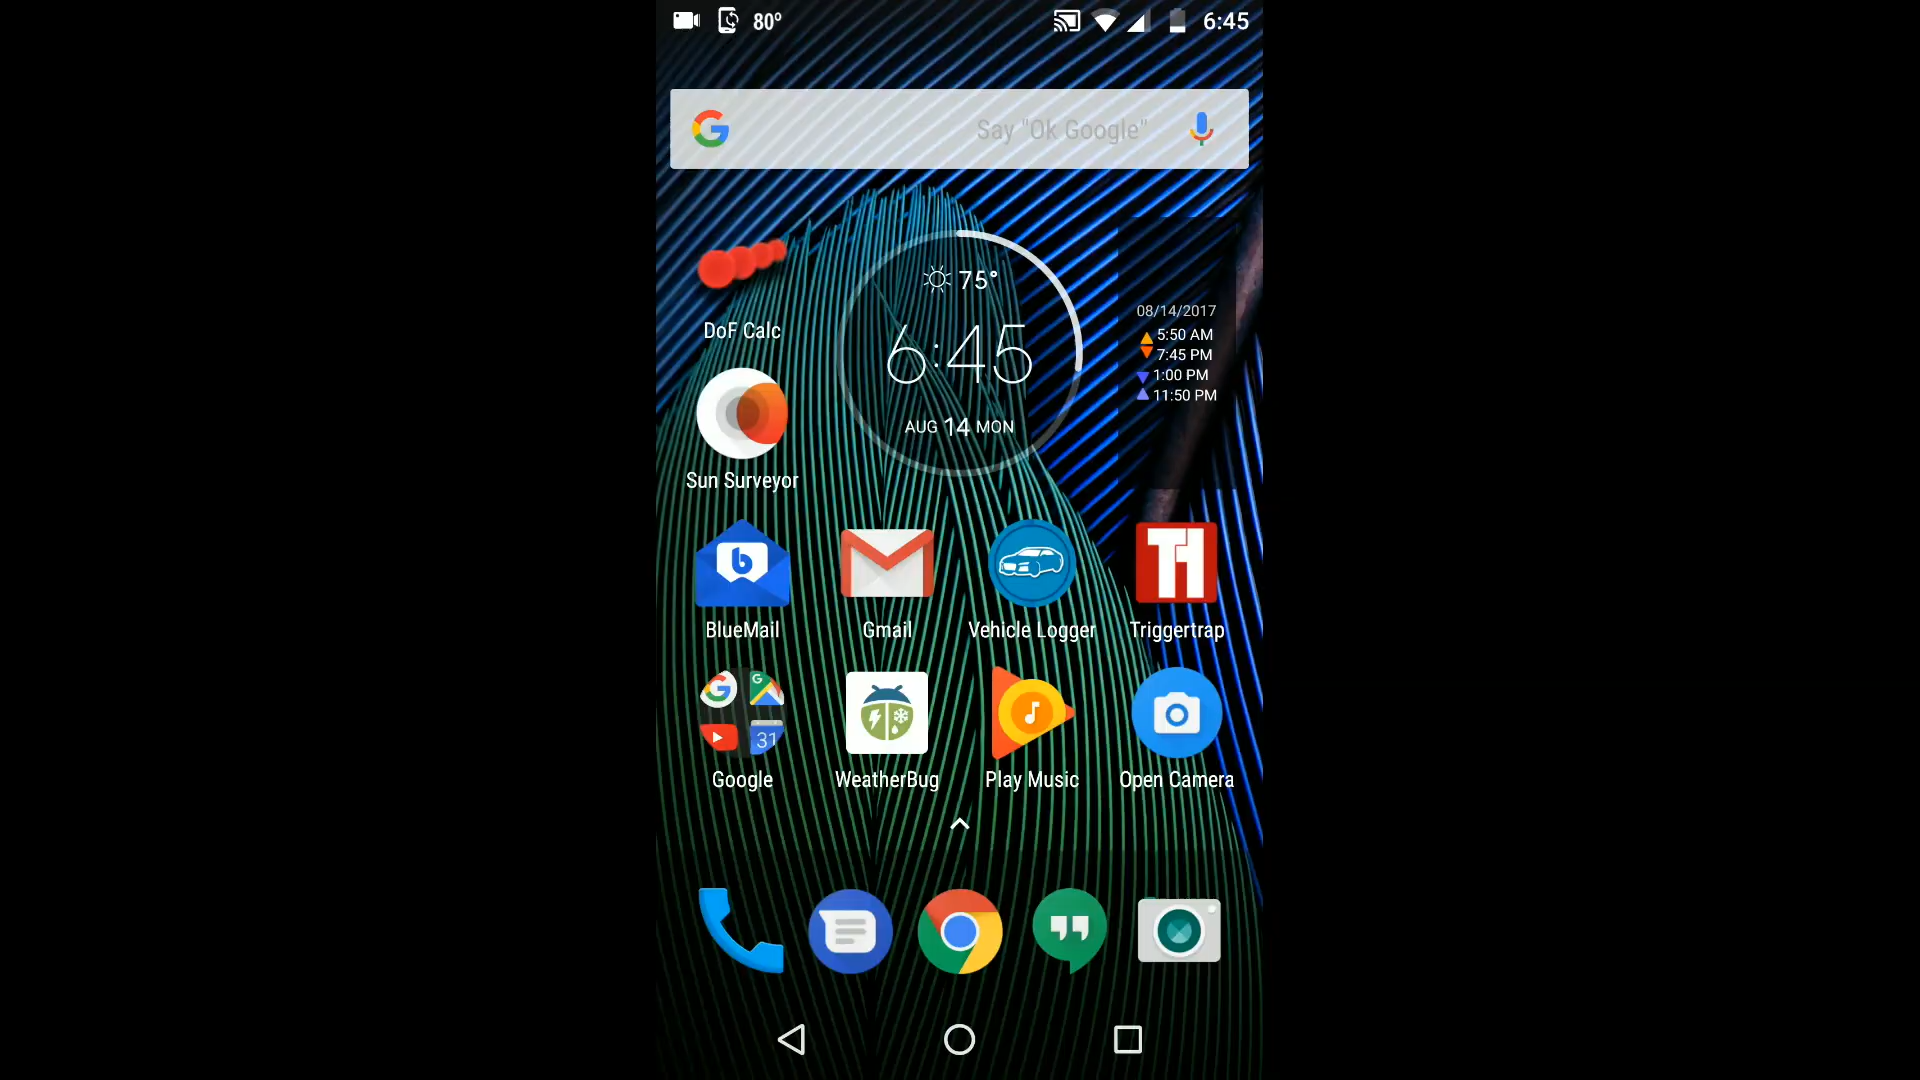 80° 6:45
Say "Ok Google"
75°
6:45
AUG 14 MON
08/14/2017
5:50 AM
7:45 PM
1:00 PM
11:50 PM
DoF Calc
Sun Surveyor
BlueMail Gmail Vehicle Logger Triggertrap
31
Google WeatherBug Play Music Open Camera